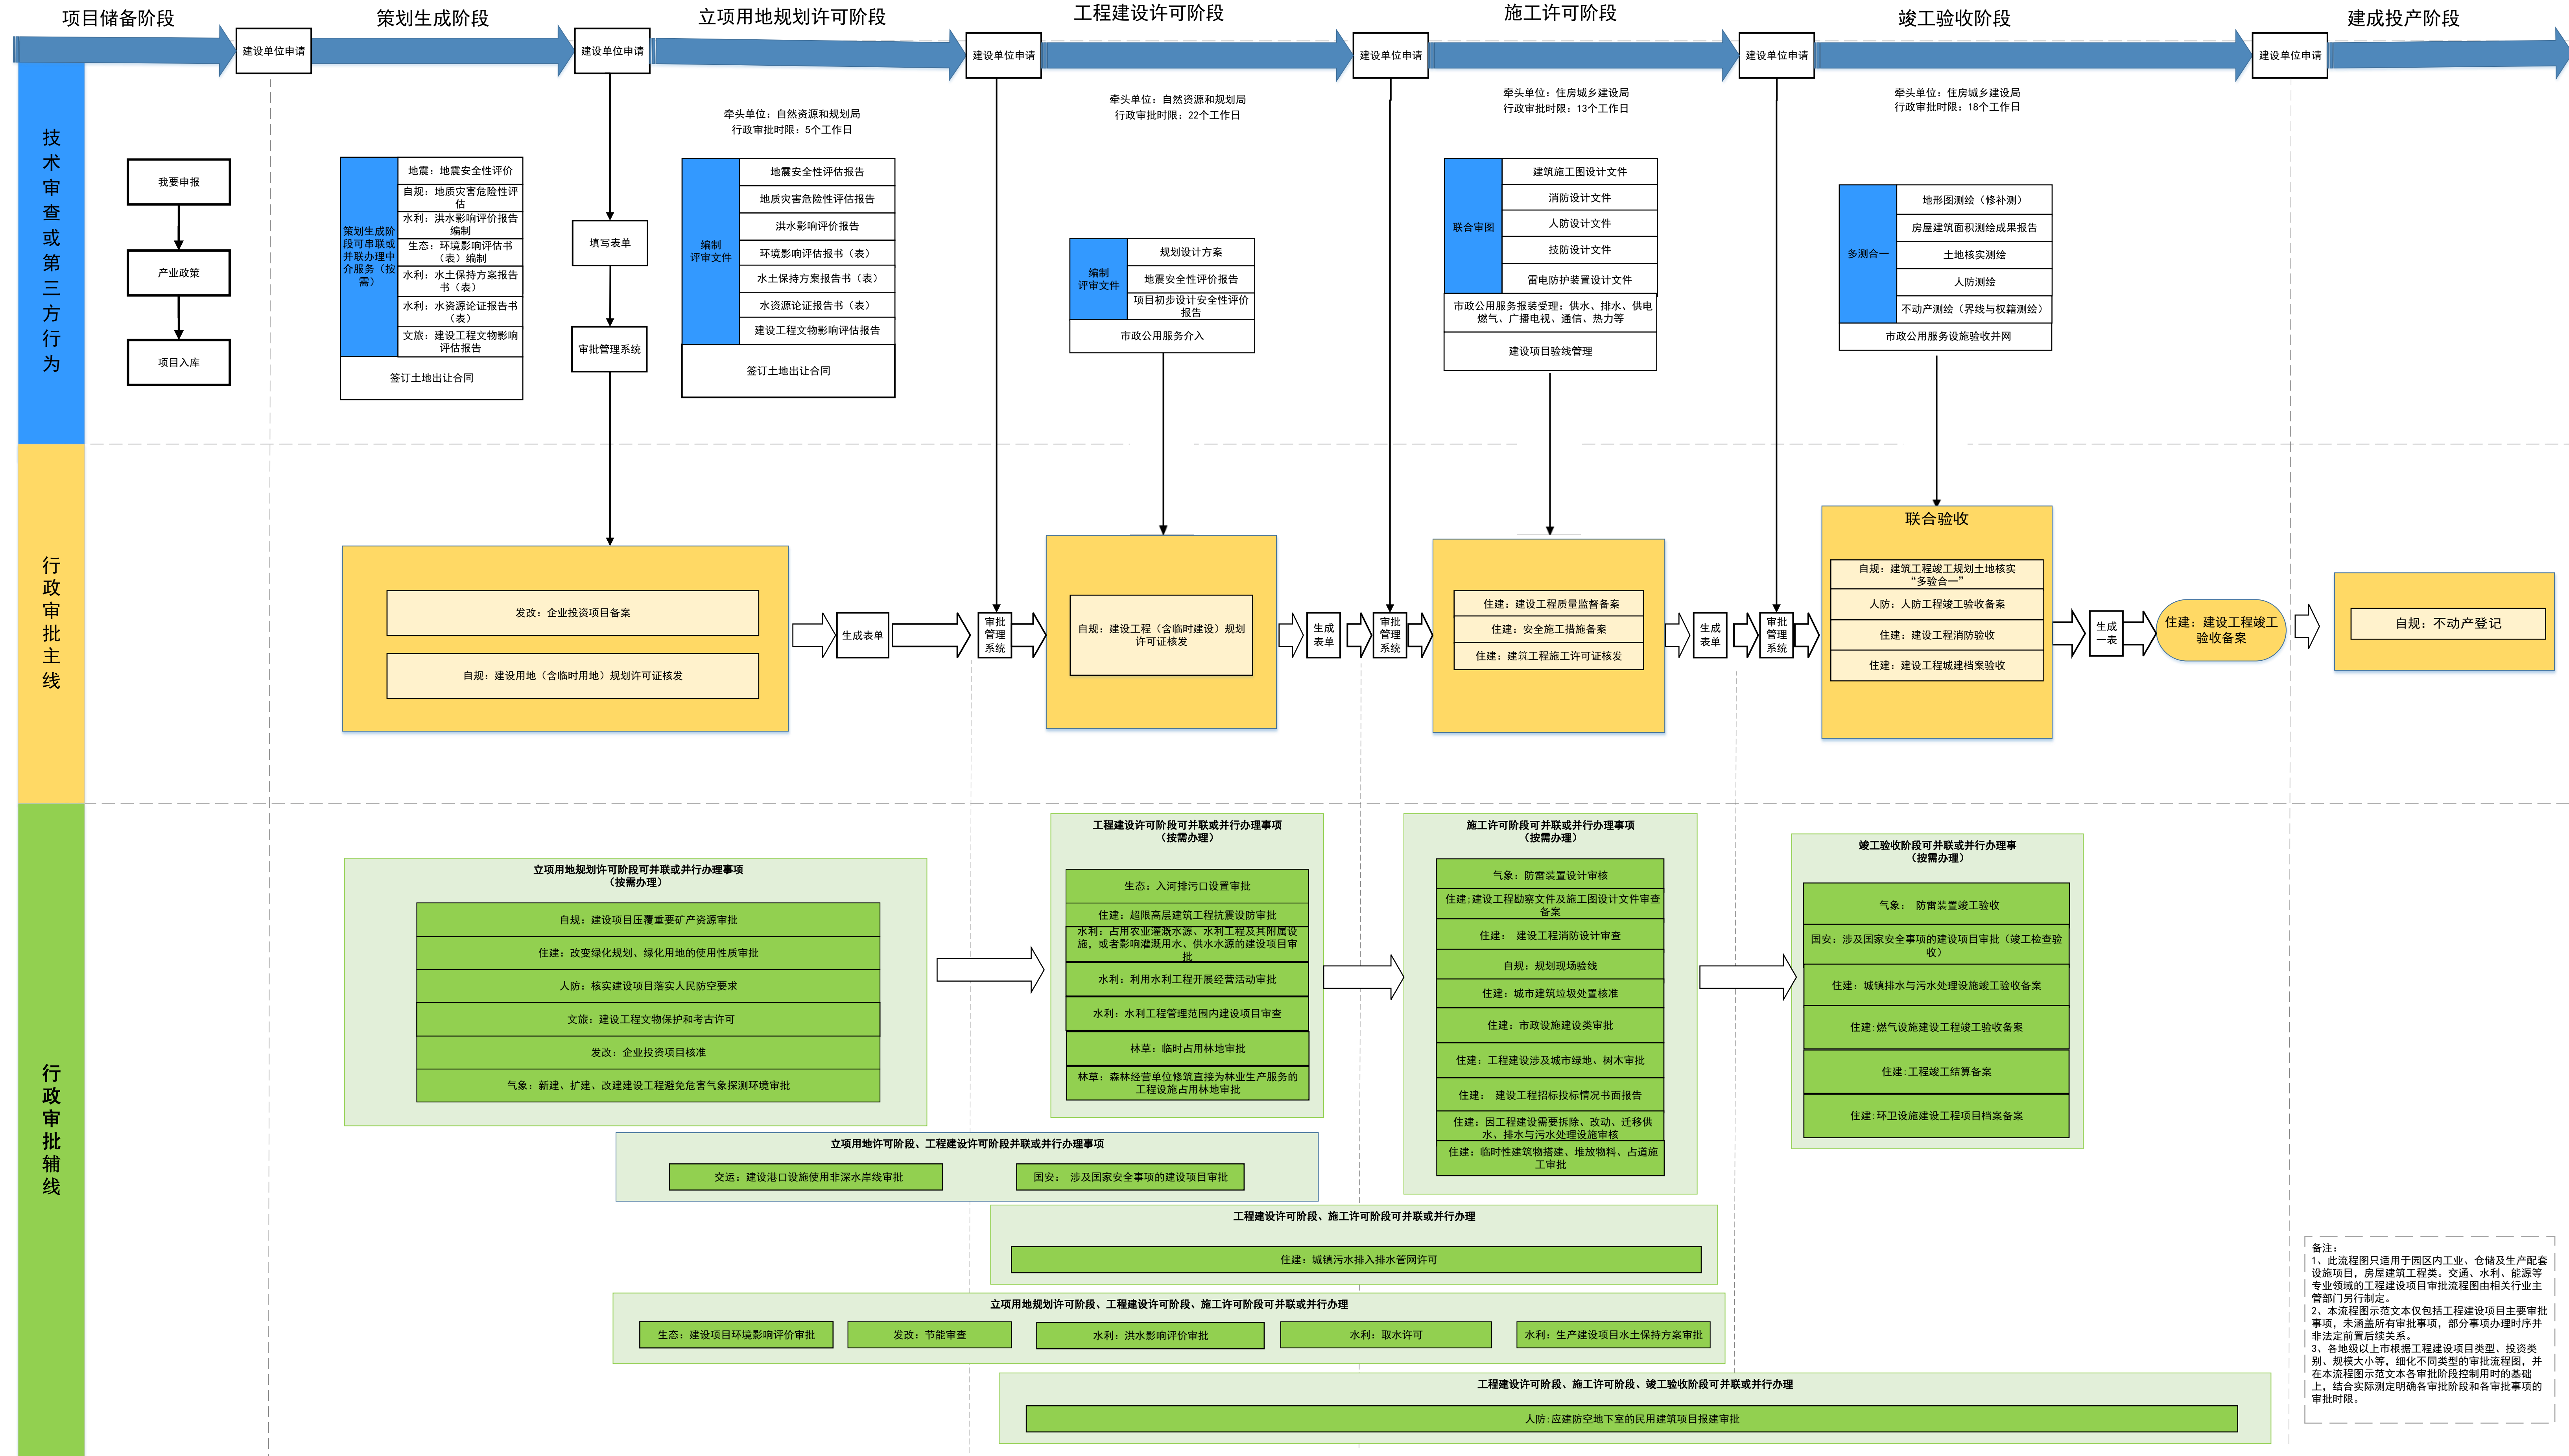 项目储备阶段
策划生成阶段
立项用地规划许可阶段
工程建设许可阶段
施工许可阶段
竣工验收阶段
建成投产阶段
建设单位申请
建设单位申请
建设单位申请
建设单位申请
建设单位申请
建设单位申请
技术审查或第三方行为
我要申报
产业政策
项目入库
策划生成阶
段可串联或
并联办理中
介服务（按
需）
地震：地震安全性评价
自规：地质灾害危险性评
估
水利：洪水影响评价报告
编制
生态：环境影响评估书
（表）编制
水利：水土保持方案报告
书（表）
水利：水资源论证报告书
（表）
文旅：建设工程文物影响
评估报告
签订土地出让合同
填写表单
审批管理系统
牵头单位：自然资源和规划局
行政审批时限：5个工作日
编制
评审文件
地震安全性评估报告
地质灾害危险性评估报告
洪水影响评价报告
环境影响评估报书（表）
水土保持方案报告书（表）
水资源论证报告书（表）
建设工程文物影响评估报告
签订土地出让合同
牵头单位：自然资源和规划局
行政审批时限：22个工作日
编制
评审文件
规划设计方案
地震安全性评价报告
项目初步设计安全性评价
报告
市政公用服务介入
牵头单位：住房城乡建设局
行政审批时限：13个工作日
联合审图
建筑施工图设计文件
消防设计文件
人防设计文件
技防设计文件
雷电防护装置设计文件
市政公用服务报装受理：供水、排水、供电
燃气、广播电视、通信、热力等
建设项目验线管理
牵头单位：住房城乡建设局
行政审批时限：18个工作日
多测合一
地形图测绘（修补测）
房屋建筑面积测绘成果报告
土地核实测绘
人防测绘
不动产测绘（界线与权籍测绘）
市政公用服务设施验收并网
行政审批主线
发改：企业投资项目备案
自规：建设用地（含临时用地）规划许可证核发
生成表单
审批
管理
系统
自规：建设工程（含临时建设）规划
许可证核发
生成
表单
审批
管理
系统
住建：建设工程质量监督备案
住建：安全施工措施备案
住建：建筑工程施工许可证核发
生成
表单
审批
管理
系统
联合验收
自规：建筑工程竣工规划土地核实
“多验合一”
人防：人防工程竣工验收备案
住建：建设工程消防验收
住建：建设工程城建档案验收
生成
一表
住建：建设工程竣工
验收备案
自规：不动产登记
行政审批辅线
立项用地规划许可阶段可并联或并行办理事项
（按需办理）
自规：建设项目压覆重要矿产资源审批
住建：改变绿化规划、绿化用地的使用性质审批
人防：核实建设项目落实人民防空要求
文旅：建设工程文物保护和考古许可
发改：企业投资项目核准
气象：新建、扩建、改建建设工程避免危害气象探测环境审批
工程建设许可阶段可并联或并行办理事项
（按需办理）
生态：入河排污口设置审批
住建：超限高层建筑工程抗震设防审批
水利：占用农业灌溉水源、水利工程及其附属设
施，或者影响灌溉用水、供水水源的建设项目审
批
水利：利用水利工程开展经营活动审批
水利：水利工程管理范围内建设项目审查
林草：临时占用林地审批
林草：森林经营单位修筑直接为林业生产服务的
工程设施占用林地审批
施工许可阶段可并联或并行办理事项
（按需办理）
气象：防雷装置设计审核
住建:建设工程勘察文件及施工图设计文件审查
备案
住建： 建设工程消防设计审查
自规：规划现场验线
住建：城市建筑垃圾处置核准
住建：市政设施建设类审批
住建：工程建设涉及城市绿地、树木审批
住建： 建设工程招标投标情况书面报告
住建：因工程建设需要拆除、改动、迁移供
水、排水与污水处理设施审核
住建：临时性建筑物搭建、堆放物料、占道施
工审批
竣工验收阶段可并联或并行办理事
（按需办理）
气象： 防雷装置竣工验收
国安：涉及国家安全事项的建设项目审批（竣工检查验
收）
住建：城镇排水与污水处理设施竣工验收备案
住建:燃气设施建设工程竣工验收备案
住建:工程竣工结算备案
住建:环卫设施建设工程项目档案备案
立项用地许可阶段、工程建设许可阶段并联或并行办理事项
交运：建设港口设施使用非深水岸线审批
国安： 涉及国家安全事项的建设项目审批
工程建设许可阶段、施工许可阶段可并联或并行办理
住建：城镇污水排入排水管网许可
立项用地规划许可阶段、工程建设许可阶段、施工许可阶段可并联或并行办理
生态：建设项目环境影响评价审批
发改：节能审查
水利：洪水影响评价审批
水利：取水许可
水利：生产建设项目水土保持方案审批
工程建设许可阶段、施工许可阶段、竣工验收阶段可并联或并行办理
人防:应建防空地下室的民用建筑项目报建审批
备注：
1、此流程图只适用于园区内工业、仓储及生产配套
设施项目，房屋建筑工程类。交通、水利、能源等
专业领域的工程建设项目审批流程图由相关行业主
管部门另行制定。
2、本流程图示范文本仅包括工程建设项目主要审批
事项，未涵盖所有审批事项，部分事项办理时序并
非法定前置后续关系。
3、各地级以上市根据工程建设项目类型、投资类
别、规模大小等，细化不同类型的审批流程图，并
在本流程图示范文本各审批阶段控制用时的基础
上，结合实际测定明确各审批阶段和各审批事项的
审批时限。